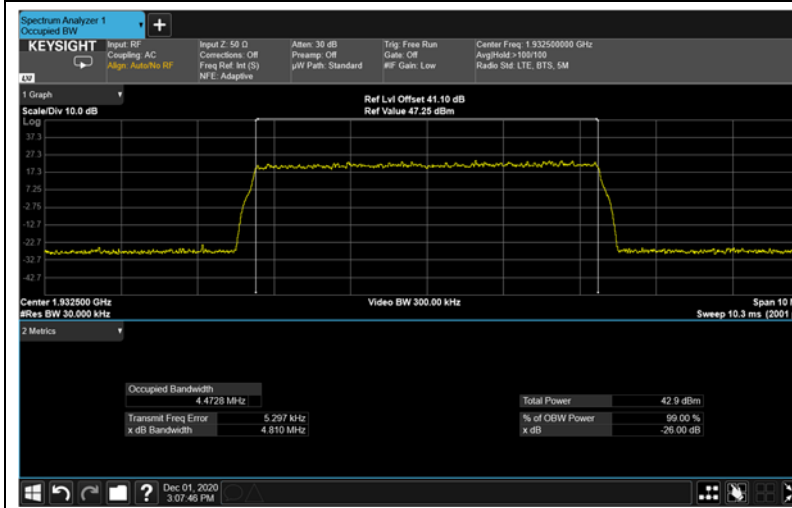 Spectrum Analyzer 1
Occupied BW
KEYSIGHT
Input: RF
Coupling: AC
Align: Auto/No RF
Input Z: 50 Ω
Corrections: Off
Freq Ref: Int (S)
NFE: Adaptive
Atten: 30 dB
Preamp: Off
µW Path: Standard
Trig: Free Run
Gate: Off
#IF Gain: Low
Center Freq: 1.932500000 GHz
Avg|Hold:>100/100
Radio Std: LTE, BTS, 5M
LXI
1 Graph
Scale/Div 10.0 dB
Ref Lvl Offset 41.10 dB
Ref Value 47.25 dBm
Log
37.3
27.3
17.3
7.25
-2.75
-12.7
-22.7
-32.7
-42.7
Center 1.932500 GHz
#Res BW 30.000 kHz
Video BW 300.00 kHz
Span 10
Sweep 10.3 ms (2001
2 Metrics
Occupied Bandwidth
4.4728 MHz
Transmit Freq Error 5.297 kHz
x dB Bandwidth 4.810 MHz
Total Power 42.9 dBm
% of OBW Power 99.00 %
x dB -26.00 dB
?
Dec 01, 2020
3:07:46 PM